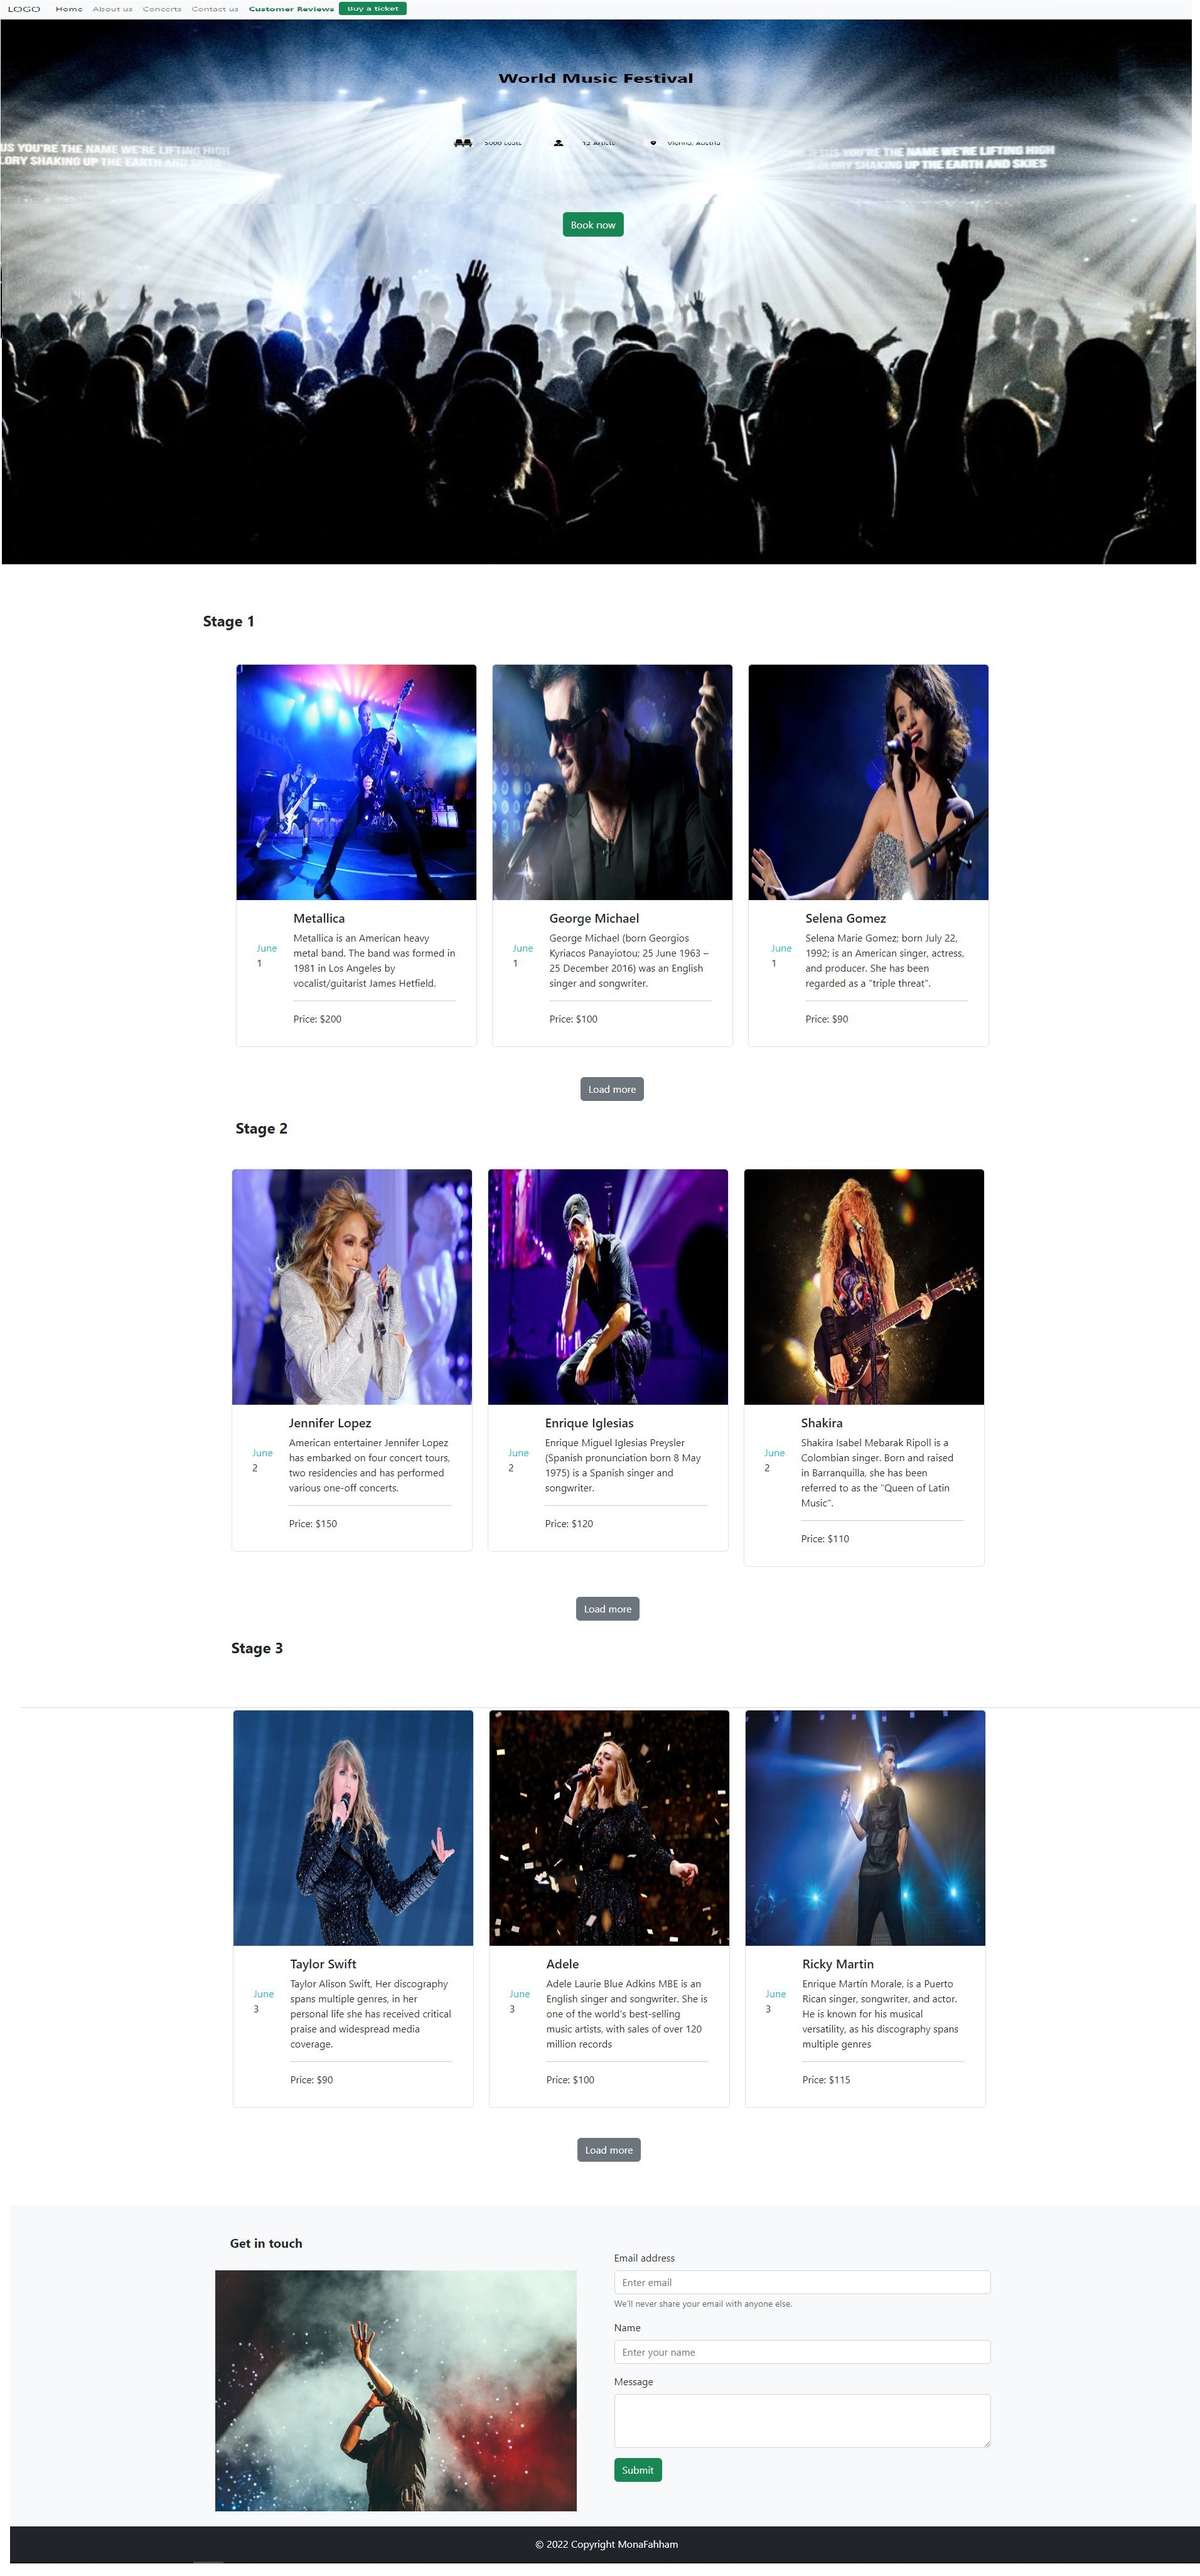 LOGO Home About us Concerts Contact us Customer Reviews Buy a ticket
World Music Festival
5000 seats 12 Artists Vienna, Austria
US YOU'RE THE NAME WE'RE LIFTING HIGH
LORY SHAKING UP THE EARTH AND SKIES
US YOU'RE THE NAME WE'RE LIFTING HIGH
LORY SHAKING UP THE EARTH AND SKIES
Book now
Stage 1
Metallica
June
1
Metallica is an American heavy
metal band. The band was formed in
1981 in Los Angeles by
vocalist/guitarist James Hetfield.
Price: $200
George Michael
June
1
George Michael (born Georgios
Kyriacos Panayiotou; 25 June 1963 –
25 December 2016) was an English
singer and songwriter.
Price: $100
Selena Gomez
June
1
Selena Marie Gomez; born July 22,
1992; is an American singer, actress,
and producer. She has been
regarded as a "triple threat".
Price: $90
Load more
Stage 2
Jennifer Lopez
June
2
American entertainer Jennifer Lopez
has embarked on four concert tours,
two residencies and has performed
various one-off concerts.
Price: $150
Enrique Iglesias
June
2
Enrique Miguel Iglesias Preysler
(Spanish pronunciation born 8 May
1975) is a Spanish singer and
songwriter.
Price: $120
Shakira
June
2
Shakira Isabel Mebarak Ripoll is a
Colombian singer. Born and raised
in Barranquilla, she has been
referred to as the "Queen of Latin
Music".
Price: $110
Load more
Stage 3
Taylor Swift
June
3
Taylor Alison Swift, Her discography
spans multiple genres, in her
personal life she has received critical
praise and widespread media
coverage.
Price: $90
Adele
June
3
Adele Laurie Blue Adkins MBE is an
English singer and songwriter. She is
one of the world's best-selling
music artists, with sales of over 120
million records
Price: $100
Ricky Martin
June
3
Enrique Martín Morale, is a Puerto
Rican singer, songwriter, and actor.
He is known for his musical
versatility, as his discography spans
multiple genres
Price: $115
Load more
Get in touch
Email address
Enter email
We'll never share your email with anyone else.
Name
Enter your name
Message
Submit
© 2022 Copyright MonaFahham